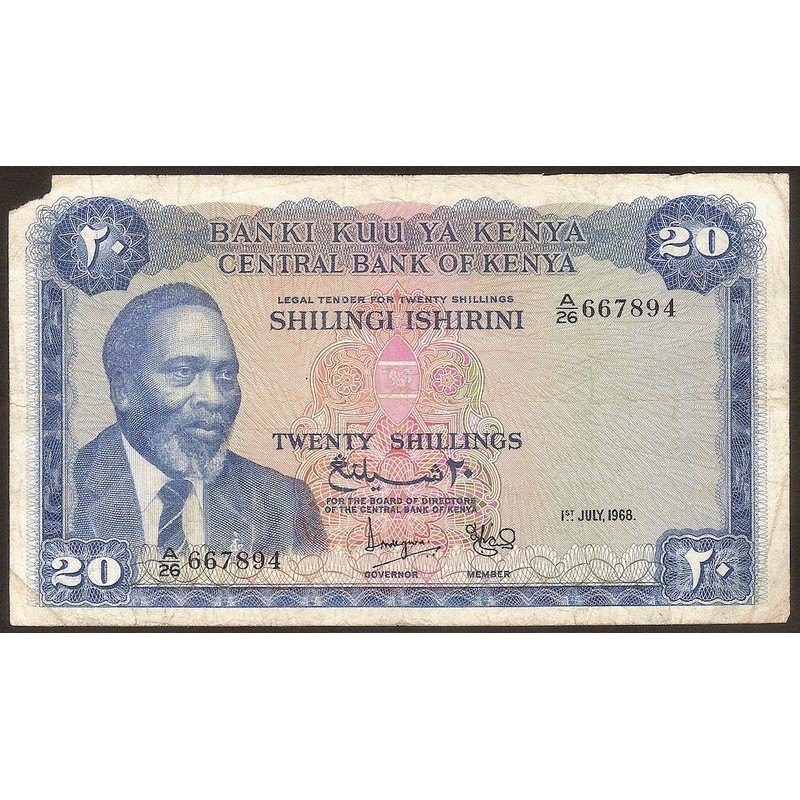 ٢٠
BANKI KUU YA KENYA
20
CENTRAL BANK OF KENYA
LEGAL TENDER FOR TWENTY SHILLINGS
A/26 667894
SHILINGI ISHIRINI
TWENTY SHILLINGS
٢٠ شيلينغ
FOR THE BOARD OF DIRECTORS
OF THE CENTRAL BANK OF KENYA
1ST JULY, 1968.
A/26 667894
20
GOVERNOR
MEMBER
٢٠